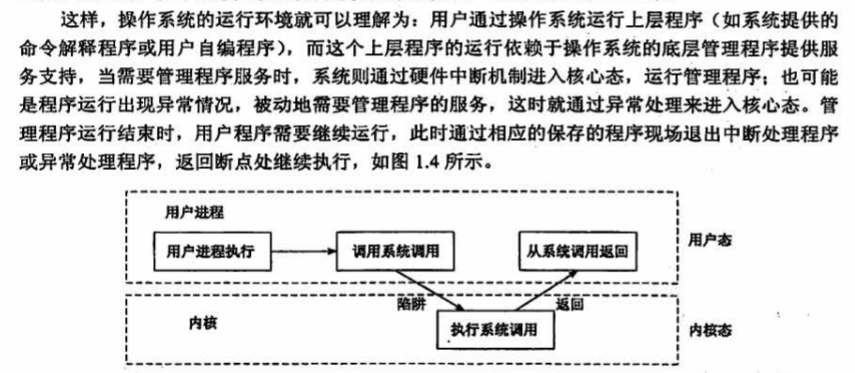 这样，操作系统的运行环境就可以理解为：用户通过操作系统运行上层程序（如系统提供的
命令解释程序或用户自编程序），而这个上层程序的运行依赖于操作系统的底层管理程序提供服
务支持，当需要管理程序服务时，系统则通过硬件中断机制进入核心态，运行管理程序；也可能
是程序运行出现异常情况，被动地需要管理程序的服务，这时就通过异常处理来进入核心态。管
理程序运行结束时，用户程序需要继续运行，此时通过相应的保存的程序现场退出中断处理程序
或异常处理程序，返回断点处继续执行，如图 1.4 所示。
用户进程
用户进程执行
调用系统调用
从系统调用返回
用户态
陷阱
返回
内核
执行系统调用
内核态